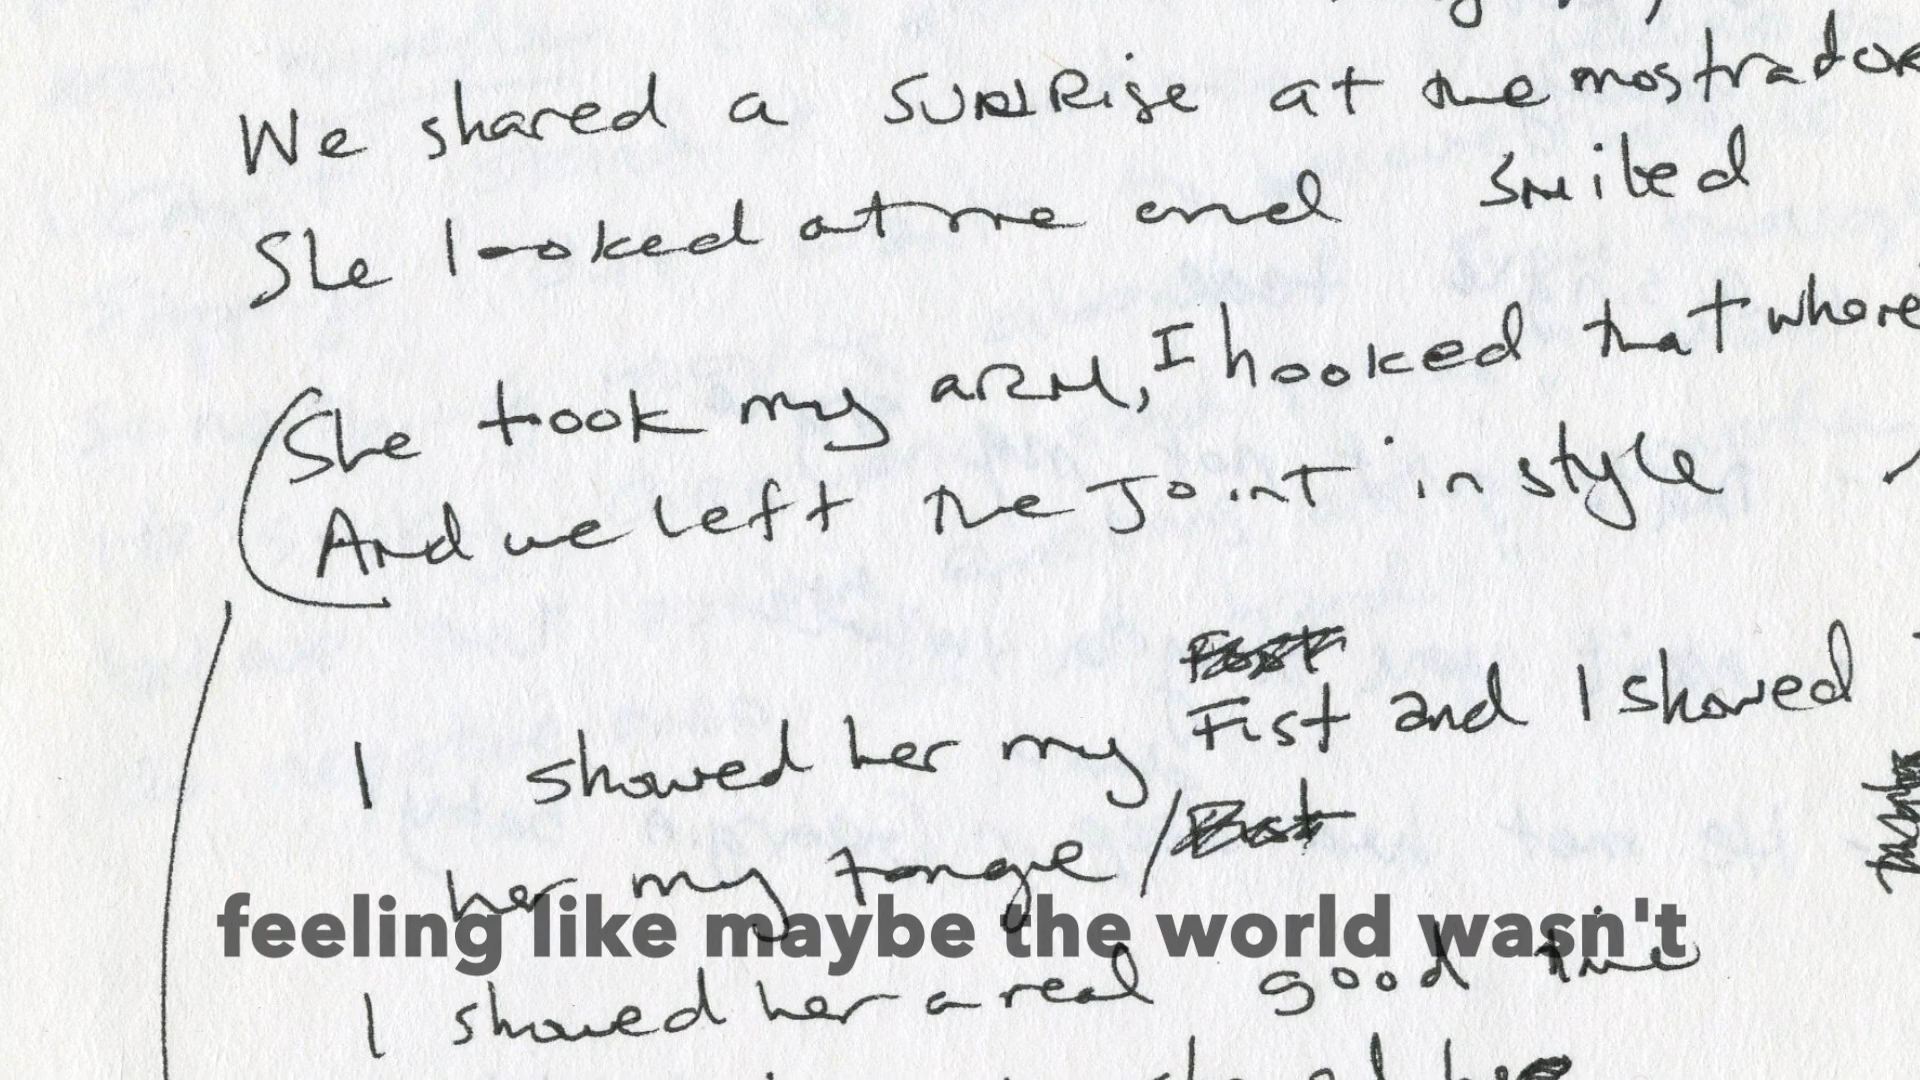 We shared a SUNRise at the mostrador
She looked at me and smiled
She took my arm, I hooked that whore
And we left the Joint in style
Fist and I showed
I showed her my
her my tongue /
feeling like maybe the world wasn't
I showed her a real good time